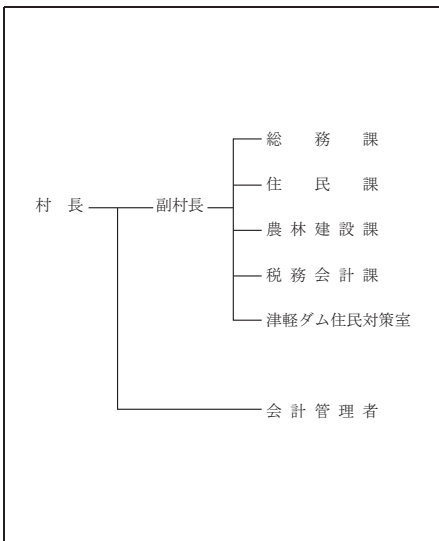 総務課
住民課
村長 副村長
農林建設課
税務会計課
津軽ダム住民対策室
会計管理者